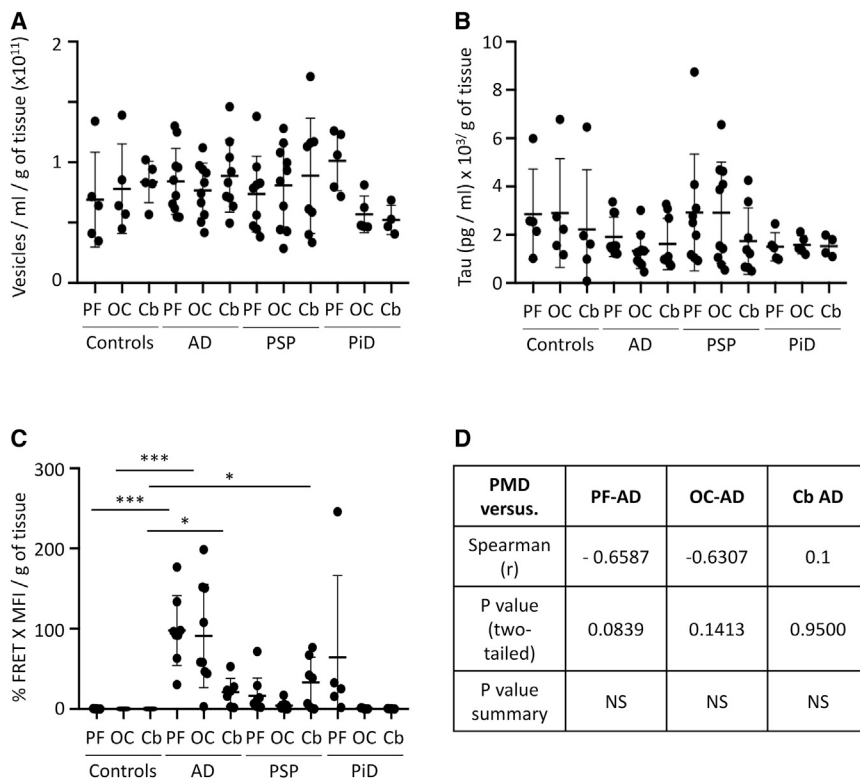 A
Vesicles / ml / g of tissue (x10¹¹)
2
1
0
PF OC Cb PF OC Cb PF OC Cb PF OC Cb
Controls AD PSP PiD
B
Tau (pg / ml) x 10³/g of tissue
10
8
6
4
2
0
PF OC Cb PF OC Cb PF OC Cb PF OC Cb
Controls AD PSP PiD
C
% FRET X MFI / g of tissue
300
200
100
0
***
*
***
*
PF OC Cb PF OC Cb PF OC Cb PF OC Cb
Controls AD PSP PiD
D
PMD
versus.
PF-AD OC-AD Cb AD
Spearman
(r)
- 0.6587 -0.6307 0.1
P value
(two-
tailed)
0.0839 0.1413 0.9500
P value
summary
NS NS NS